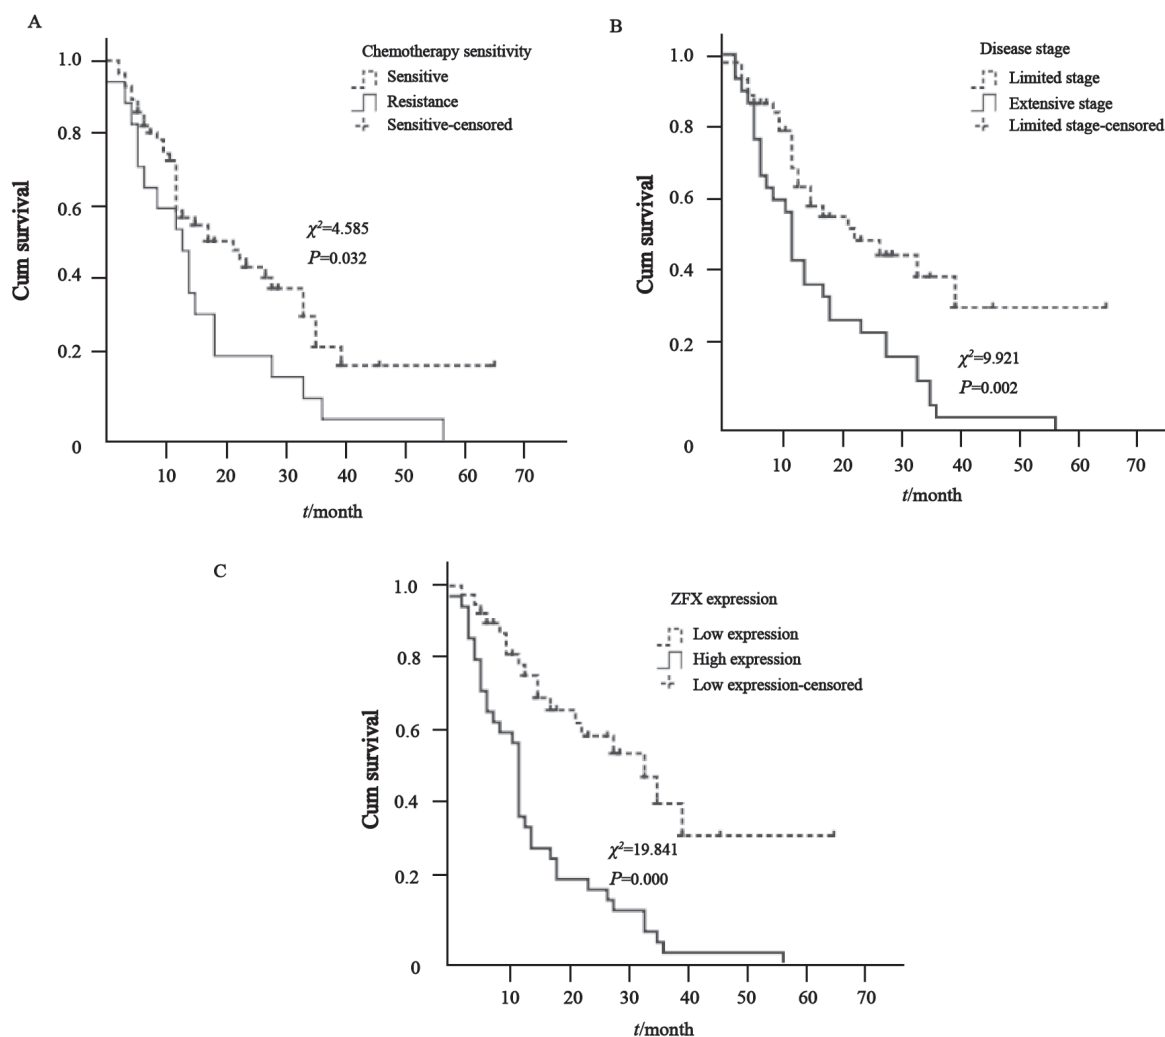 A
Chemotherapy sensitivity
Sensitive
Resistance
Sensitive-censored
1.0
0.8
0.6
0.4
0.2
0
Cum survival
χ²=4.585
P=0.032
10 20 30 40 50 60 70
t/month
B
Disease stage
Limited stage
Extensive stage
Limited stage-censored
1.0
0.8
0.6
0.4
0.2
0
Cum survival
χ²=9.921
P=0.002
10 20 30 40 50 60 70
t/month
C
ZFX expression
Low expression
High expression
Low expression-censored
1.0
0.8
0.6
0.4
0.2
0
Cum survival
χ²=19.841
P=0.000
10 20 30 40 50 60 70
t/month